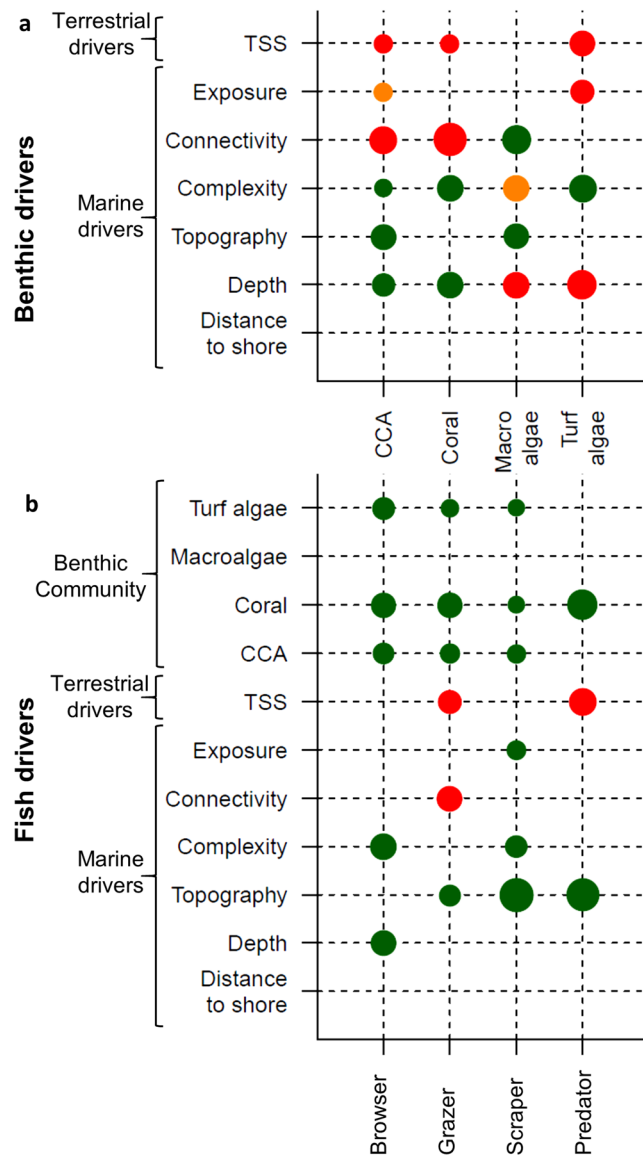 a
Benthic drivers
Terrestrial
drivers
Marine
drivers
TSS
Exposure
Connectivity
Complexity
Topography
Depth
Distance
to shore
CCA
Coral
Macro
algae
Turf
algae
b
Fish drivers
Benthic
Community
Terrestrial
drivers
Marine
drivers
Turf algae
Macroalgae
Coral
CCA
TSS
Exposure
Connectivity
Complexity
Topography
Depth
Distance
to shore
Browser
Grazer
Scraper
Predator